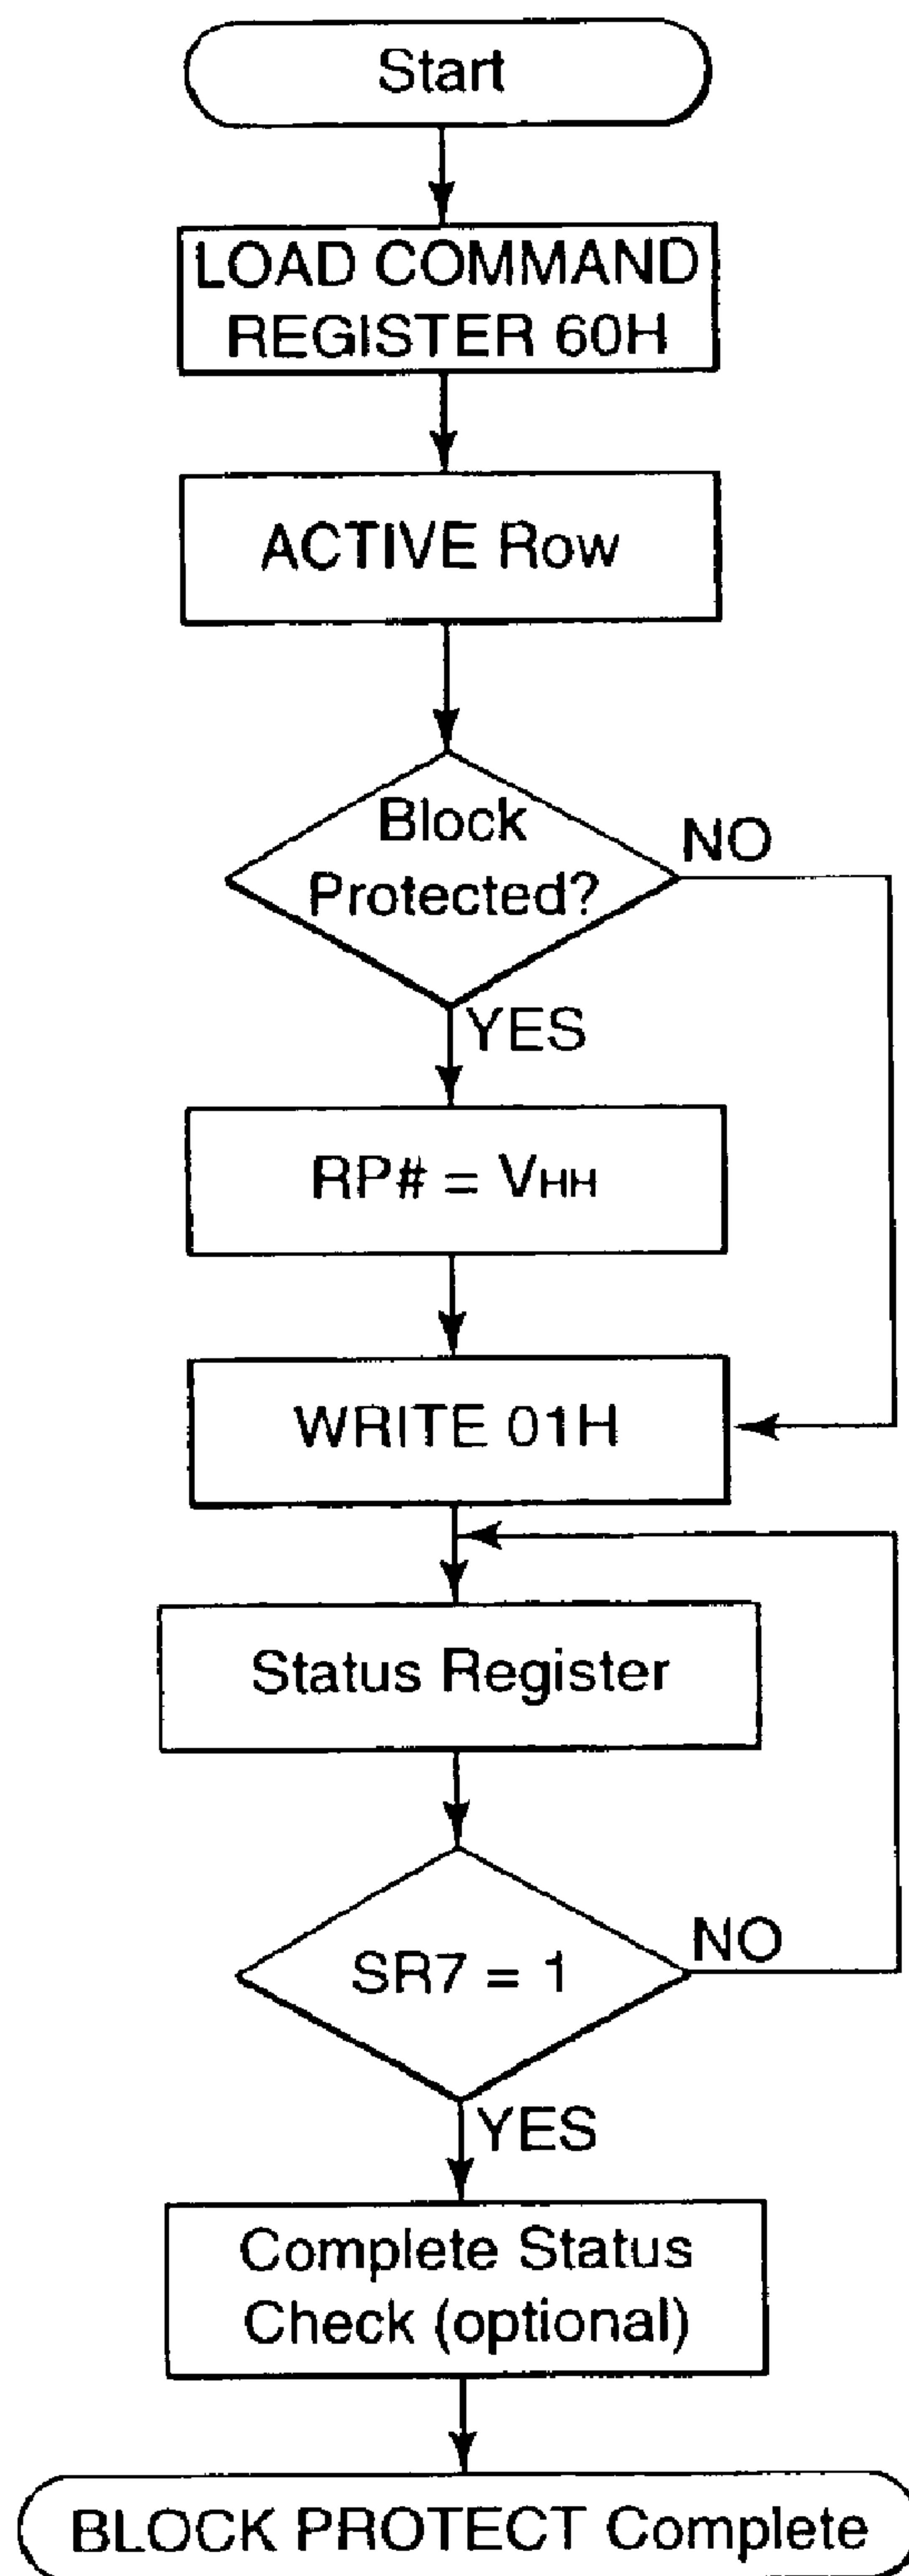 Start
LOAD COMMAND
REGISTER 60H
ACTIVE Row
Block
Protected?
NO
YES
RP# = VHH
WRITE 01H
Status Register
SR7 = 1
NO
YES
Complete Status
Check (optional)
BLOCK PROTECT Complete